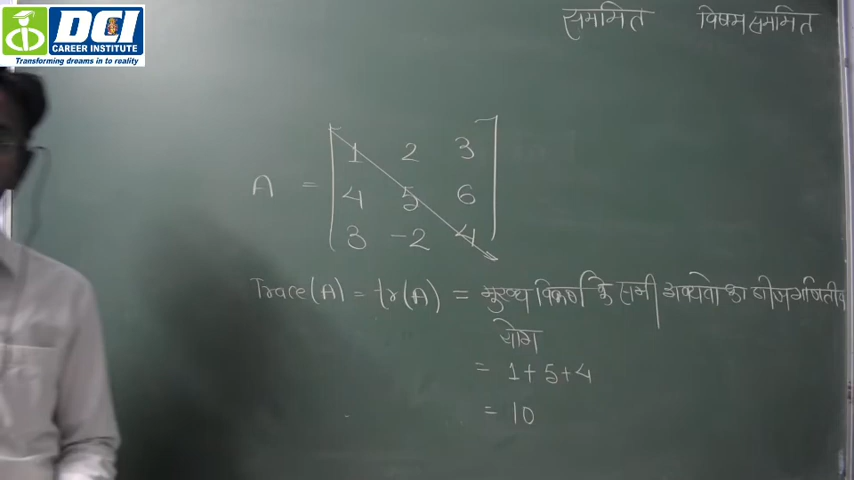 DCI
CAREER INSTITUTE
Transforming dreams in to reality
सममित विषम सममित
A = [ 1 2 3
4 5 6
3 -2 4 ]
Trace(A) = tr(A) = मुख्य विकर्ण के सभी अवयवो का बीजगणितीय
योग
= 1+5+4
= 10